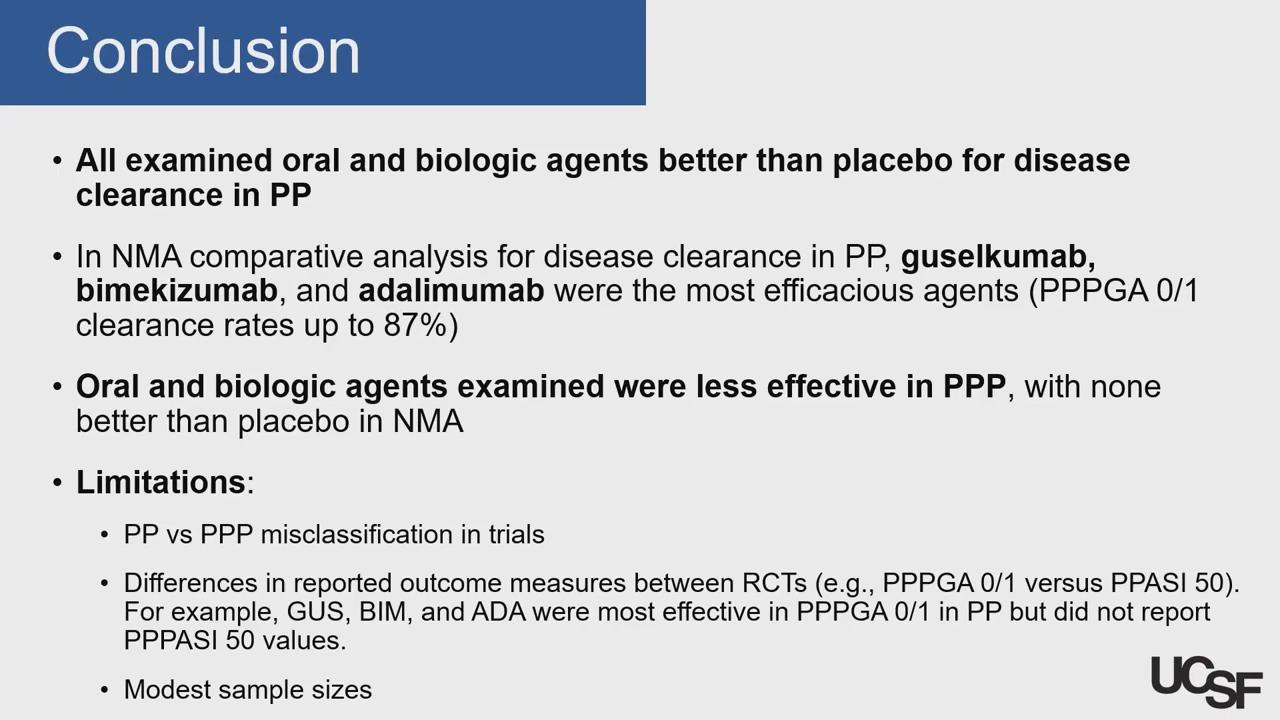 Conclusion
• All examined oral and biologic agents better than placebo for disease
clearance in PP
• In NMA comparative analysis for disease clearance in PP, guselkumab,
bimekizumab, and adalimumab were the most efficacious agents (PPPGA 0/1
clearance rates up to 87%)
• Oral and biologic agents examined were less effective in PPP, with none
better than placebo in NMA
• Limitations:
• PP vs PPP misclassification in trials
• Differences in reported outcome measures between RCTs (e.g., PPPGA 0/1 versus PPASI 50).
For example, GUS, BIM, and ADA were most effective in PPPGA 0/1 in PP but did not report
PPPASI 50 values.
• Modest sample sizes
UCSF